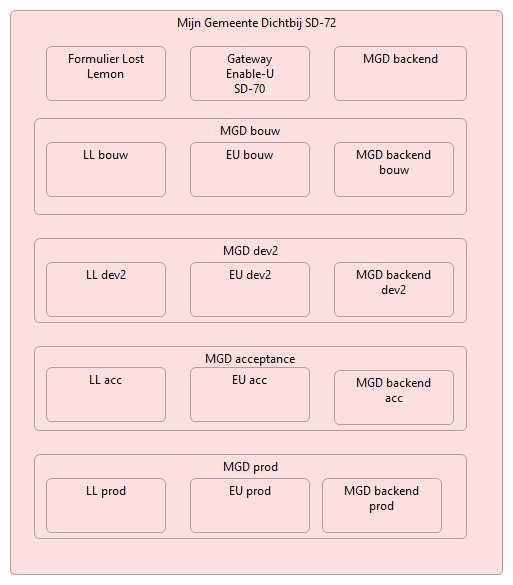 Mijn Gemeente Dichtbij SD-72
Formulier Lost
Lemon
Gateway
Enable-U
SD-70
MGD backend
MGD bouw
LL bouw
EU bouw
MGD backend
bouw
MGD dev2
LL dev2
EU dev2
MGD backend
dev2
MGD acceptance
LL acc
EU acc
MGD backend
acc
MGD prod
LL prod
EU prod
MGD backend
prod